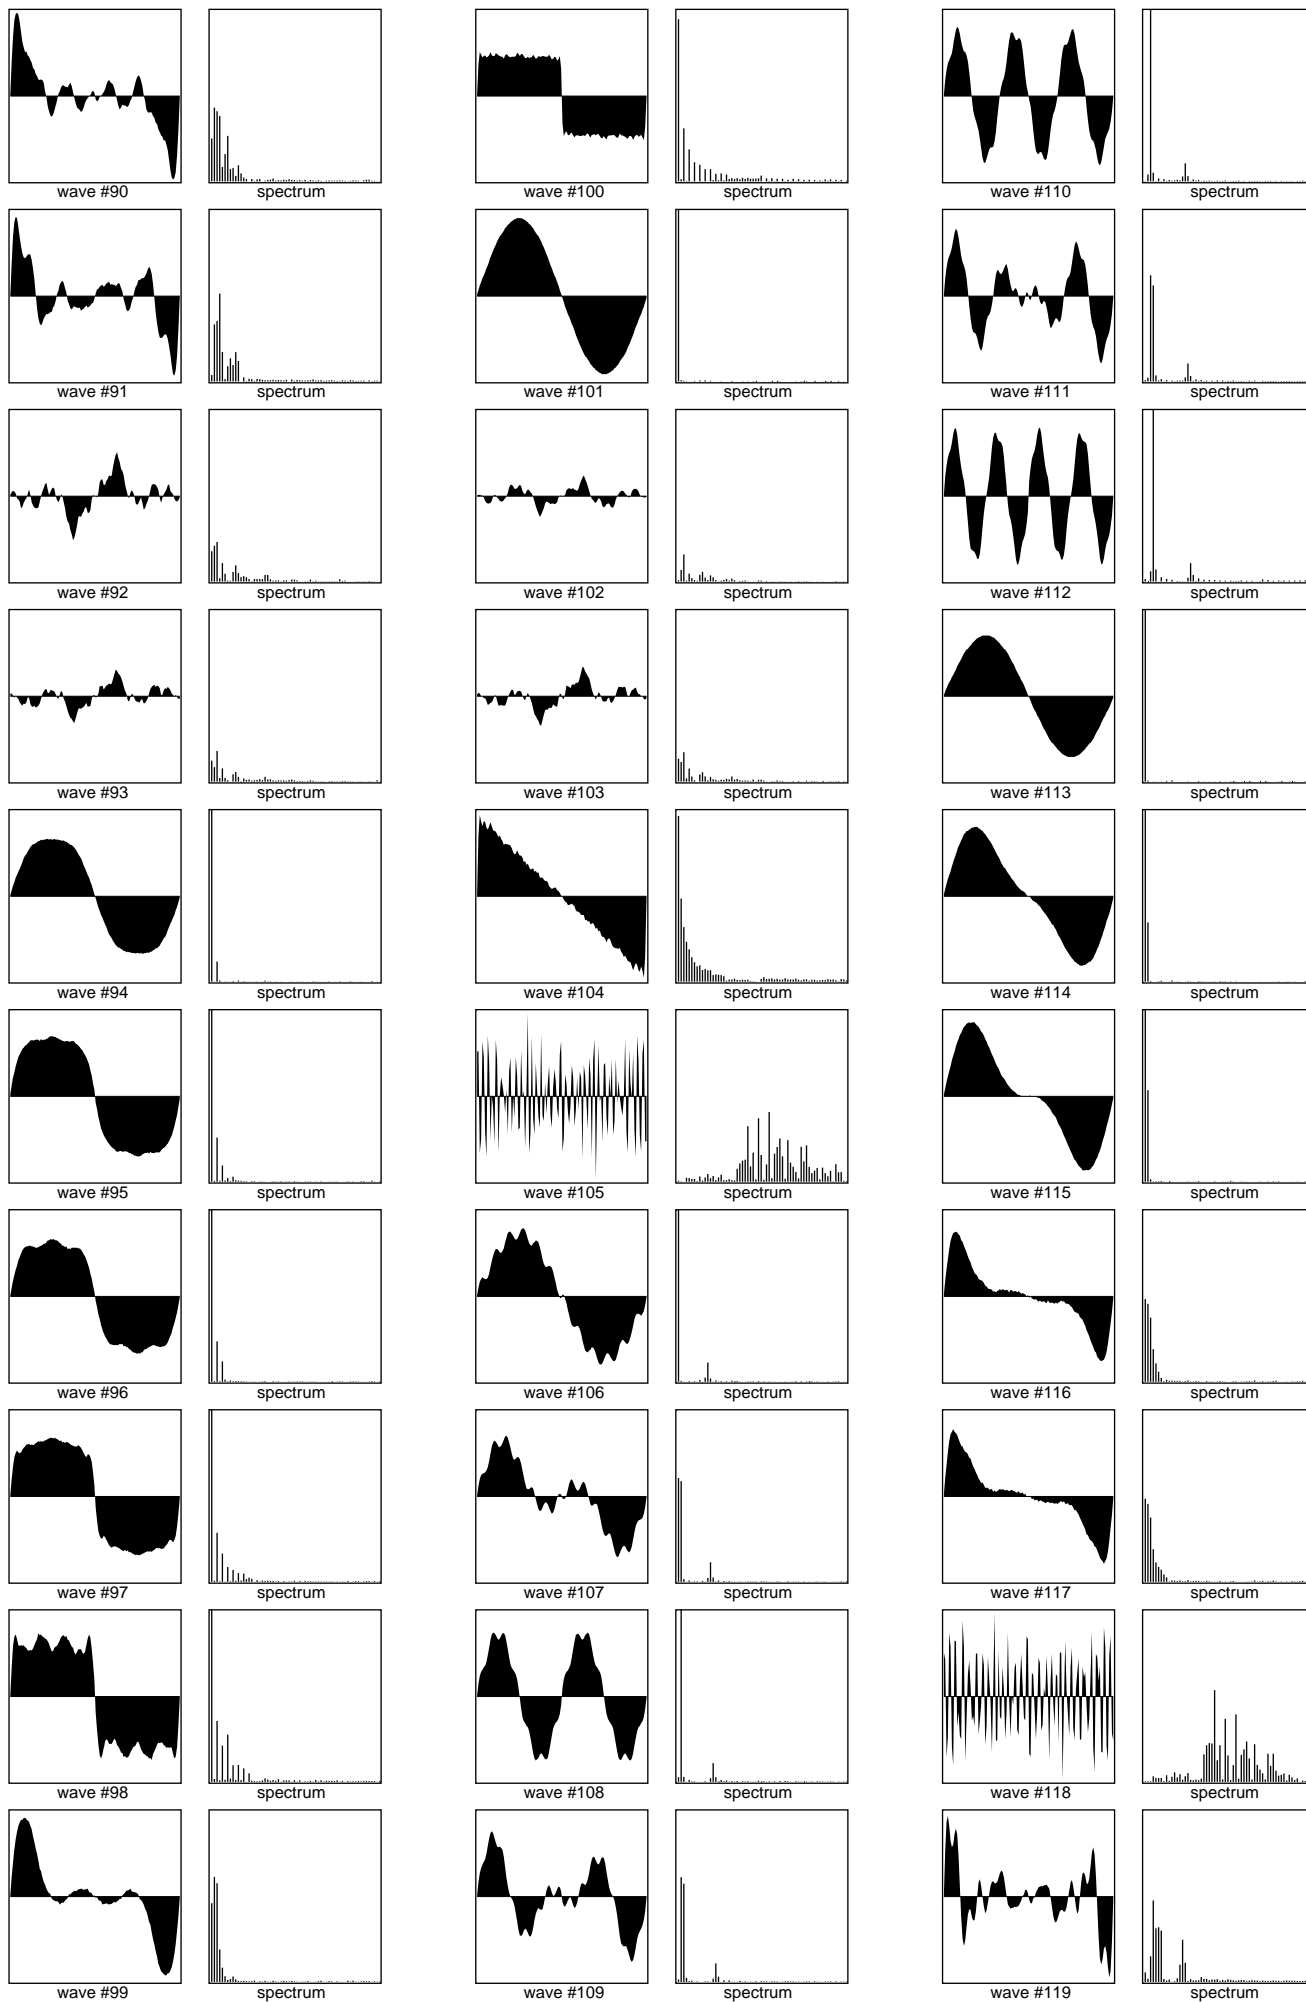 wave #90 spectrum wave #100 spectrum wave #110 spectrum
wave #91 spectrum wave #101 spectrum wave #111 spectrum
wave #92 spectrum wave #102 spectrum wave #112 spectrum
wave #93 spectrum wave #103 spectrum wave #113 spectrum
wave #94 spectrum wave #104 spectrum wave #114 spectrum
wave #95 spectrum wave #105 spectrum wave #115 spectrum
wave #96 spectrum wave #106 spectrum wave #116 spectrum
wave #97 spectrum wave #107 spectrum wave #117 spectrum
wave #98 spectrum wave #108 spectrum wave #118 spectrum
wave #99 spectrum wave #109 spectrum wave #119 spectrum